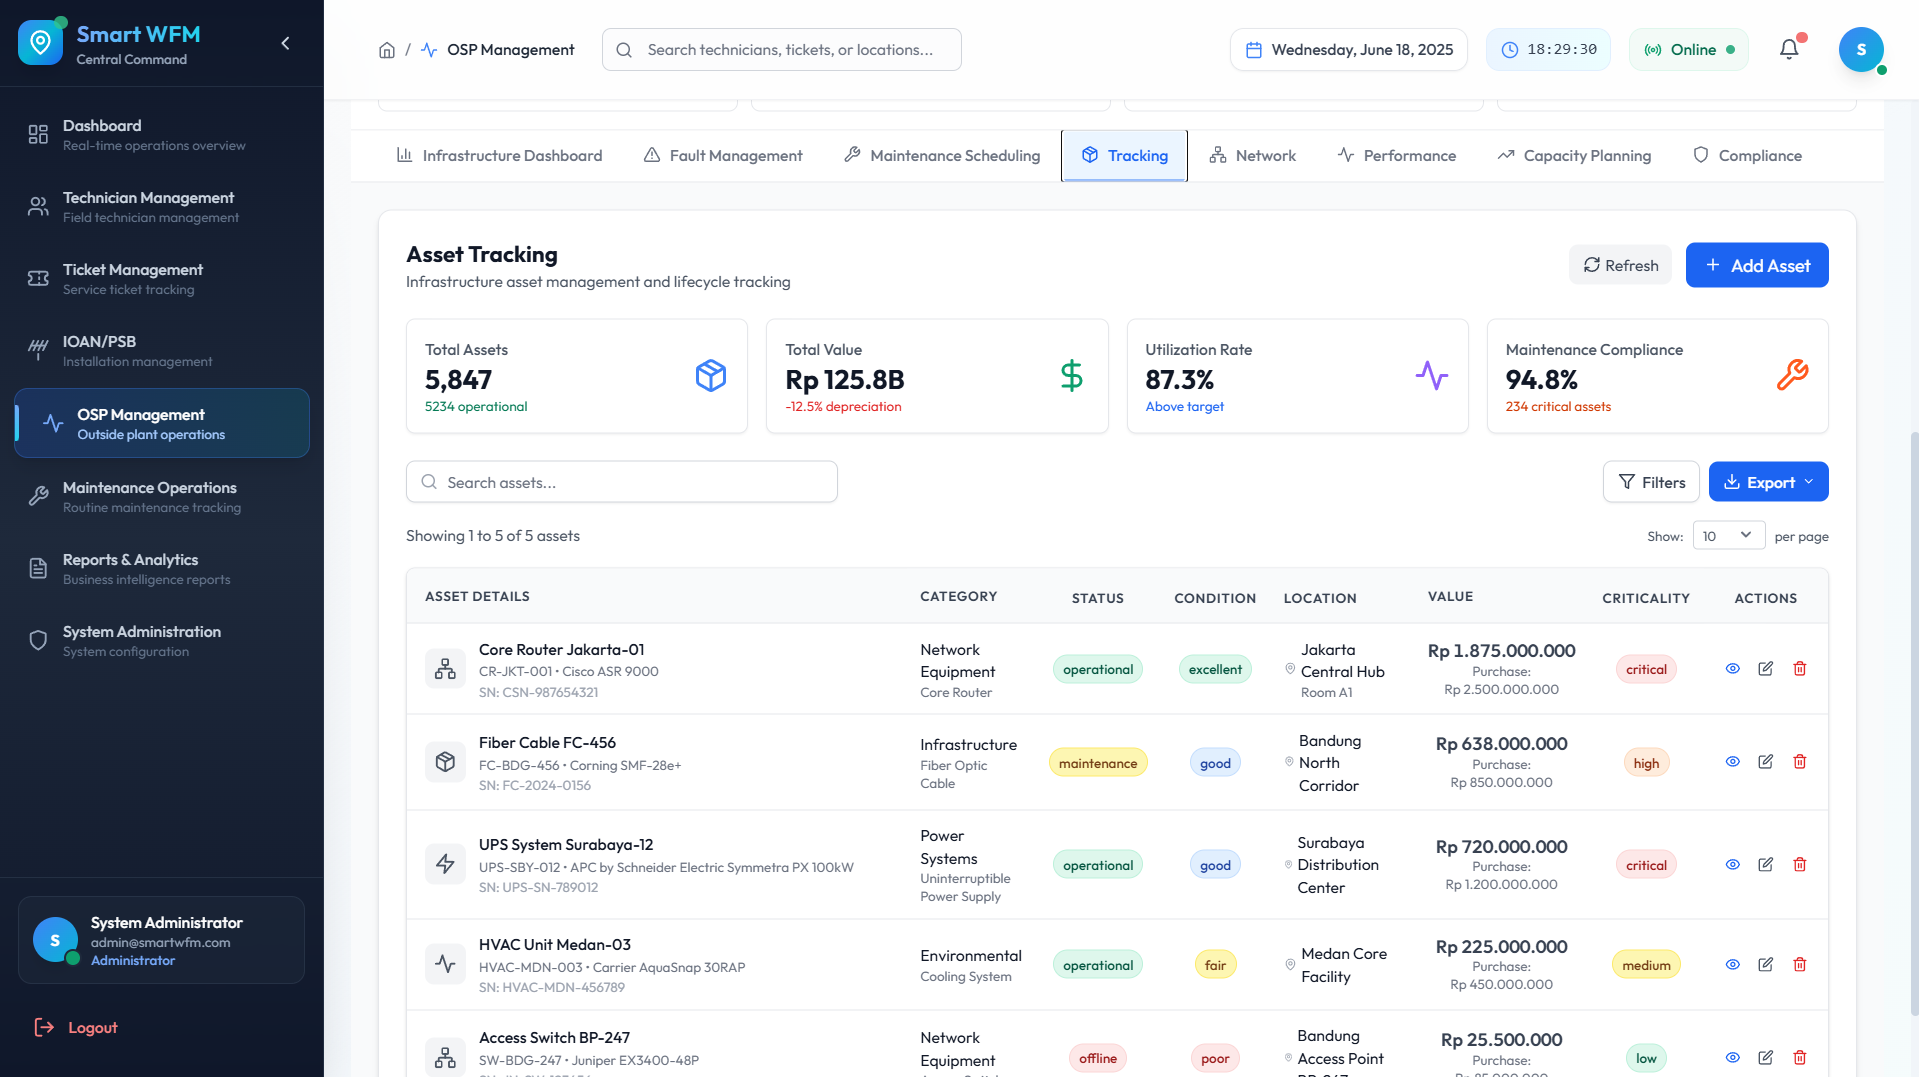 Smart WFM
Central Command
Dashboard
Real-time operations overview
Technician Management
Field technician management
Ticket Management
Service ticket tracking
IOAN/PSB
Installation management
OSP Management
Outside plant operations
Maintenance Operations
Routine maintenance tracking
Reports & Analytics
Business intelligence reports
System Administration
System configuration
S
System Administrator
admin@smartwfm.com
Administrator
Logout
/ OSP Management
Search technicians, tickets, or locations...
Wednesday, June 18, 2025
18:29:30
Online
S
Infrastructure Dashboard
Fault Management
Maintenance Scheduling
Tracking
Network
Performance
Capacity Planning
Compliance
Asset Tracking
Infrastructure asset management and lifecycle tracking
Refresh
Add Asset
Total Assets
5,847
5234 operational
Total Value
Rp 125.8B
-12.5% depreciation
Utilization Rate
87.3%
Above target
Maintenance Compliance
94.8%
234 critical assets
Search assets...
Filters
Export
Showing 1 to 5 of 5 assets
Show: 10 per page
ASSET DETAILS CATEGORY STATUS CONDITION LOCATION VALUE CRITICALITY ACTIONS
Core Router Jakarta-01
CR-JKT-001 • Cisco ASR 9000
SN: CSN-987654321
Network
Equipment
Core Router
operational
excellent
Jakarta
Central Hub
Room A1
Rp 1.875.000.000
Purchase:
Rp 2.500.000.000
critical
Fiber Cable FC-456
FC-BDG-456 • Corning SMF-28e+
SN: FC-2024-0156
Infrastructure
Fiber Optic
Cable
maintenance
good
Bandung
North
Corridor
Rp 638.000.000
Purchase:
Rp 850.000.000
high
UPS System Surabaya-12
UPS-SBY-012 • APC by Schneider Electric Symmetra PX 100kW
SN: UPS-SN-789012
Power
Systems
Uninterruptible
Power Supply
operational
good
Surabaya
Distribution
Center
Rp 720.000.000
Purchase:
Rp 1.200.000.000
critical
HVAC Unit Medan-03
HVAC-MDN-003 • Carrier AquaSnap 30RAP
SN: HVAC-MDN-456789
Environmental
Cooling System
operational
fair
Medan Core
Facility
Rp 225.000.000
Purchase:
Rp 450.000.000
medium
Access Switch BP-247
SW-BDG-247 • Juniper EX3400-48P
Network
Equipment
offline
poor
Bandung
Access Point
Rp 25.500.000
Purchase:
low